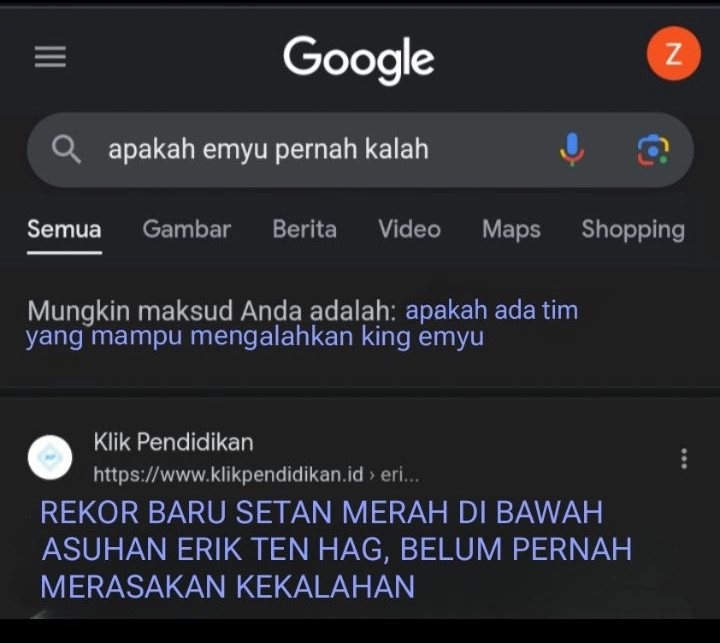 Google
Z
apakah emyu pernah kalah
Semua Gambar Berita Video Maps Shopping
Mungkin maksud Anda adalah: apakah ada tim
yang mampu mengalahkan king emyu
Klik Pendidikan
https://www.klikpendidikan.id › eri...
REKOR BARU SETAN MERAH DI BAWAH
ASUHAN ERIK TEN HAG, BELUM PERNAH
MERASAKAN KEKALAHAN